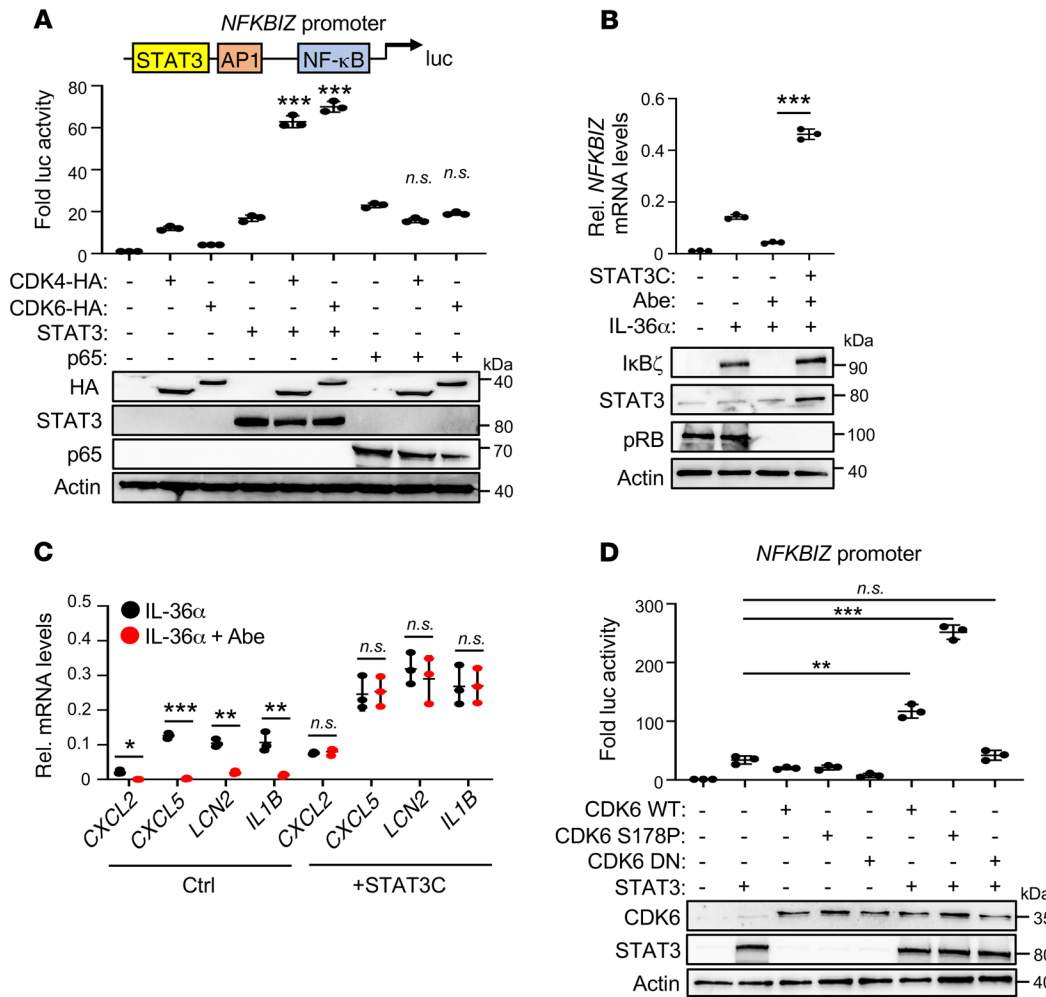 A
NFKBIZ promoter
STAT3 AP1 NF-κB luc
Fold luc actvity
80
60
40
20
0
*** ***
n.s. n.s.
CDK4-HA: - + - - + - - + -
CDK6-HA: - - + - - + - - +
STAT3: - - - + + + - - -
p65: - - - - - - + + +
kDa
HA 40
STAT3 80
p65 70
Actin 40
B
Rel. NFKBIZ
mRNA levels
0.6
0.4
0.2
0.0
***
STAT3C: - - - +
Abe: - - + +
IL-36α: - + + +
kDa
IκBζ 90
STAT3 80
pRB 100
Actin 40
C
Rel. mRNA levels
0.5
0.4
0.3
0.2
0.1
0
IL-36α
IL-36α + Abe
* *** ** ** n.s. n.s. n.s. n.s.
CXCL2 CXCL5 LCN2 IL1B CXCL2 CXCL5 LCN2 IL1B
Ctrl +STAT3C
D
NFKBIZ promoter
Fold luc activity
300
200
100
0
n.s.
***
**
CDK6 WT: - - + - - + - -
CDK6 S178P: - - - + - - + -
CDK6 DN: - - - - + - - +
STAT3: - + - - - + + +
kDa
CDK6 35
STAT3 80
Actin 40